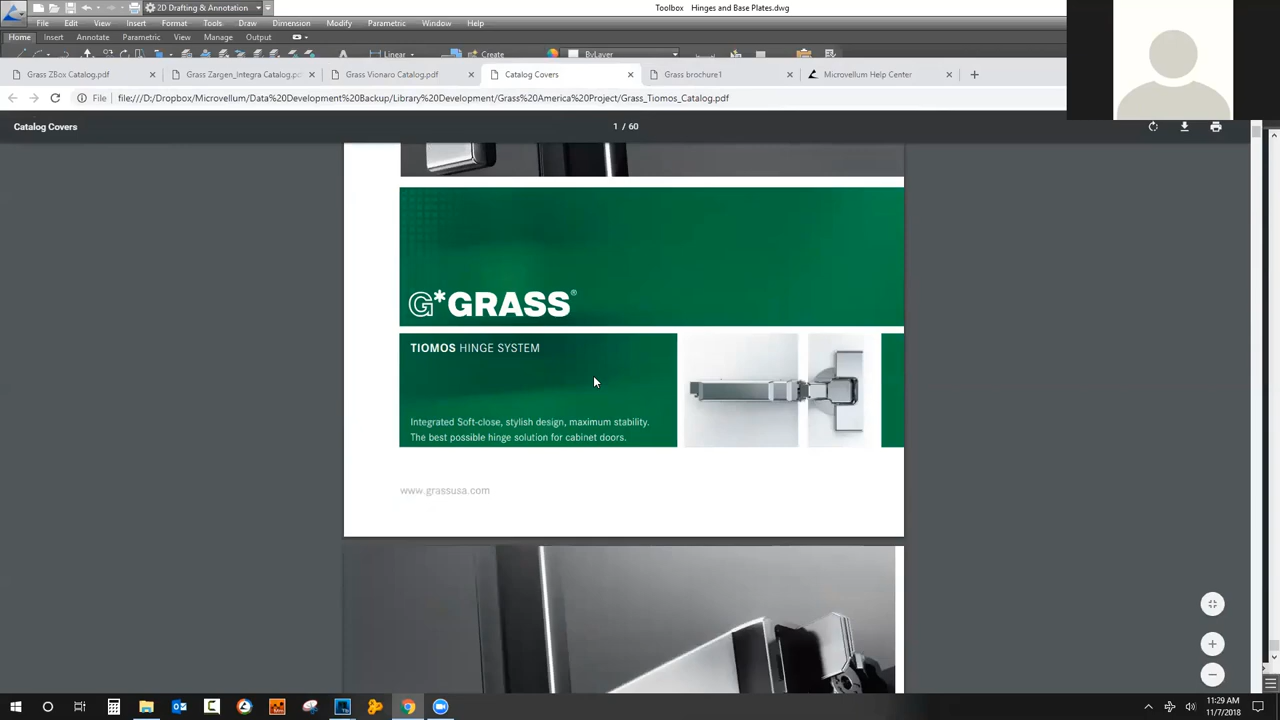 2D Drafting & Annotation
Toolbox Hinges and Base Plates.dwg
File Edit View Insert Format Tools Draw Dimension Modify Parametric Window Help
Home Insert Annotate Parametric View Manage Output
Linear Create ByLayer
Grass ZBox Catalog.pdf
Grass Zargen_Integra Catalog.pd
Grass Vionaro Catalog.pdf
Catalog Covers
Grass brochure1
Microvellum Help Center
File file:///D:/Dropbox/Microvellum/Data%20Development%20Backup/Library%20Development/Grass%20America%20Project/Grass_Tiomos_Catalog.pdf
Catalog Covers
1 / 60
G*GRASS®
TIOMOS HINGE SYSTEM
Integrated Soft-close, stylish design, maximum stability.
The best possible hinge solution for cabinet doors.
www.grassusa.com
11:29 AM
11/7/2018